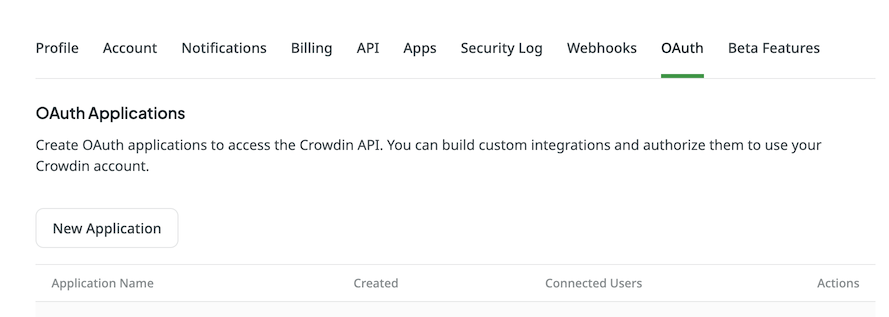 Profile Account Notifications Billing API Apps Security Log Webhooks OAuth Beta Features
OAuth Applications
Create OAuth applications to access the Crowdin API. You can build custom integrations and authorize them to use your
Crowdin account.
New Application
Application Name Created Connected Users Actions